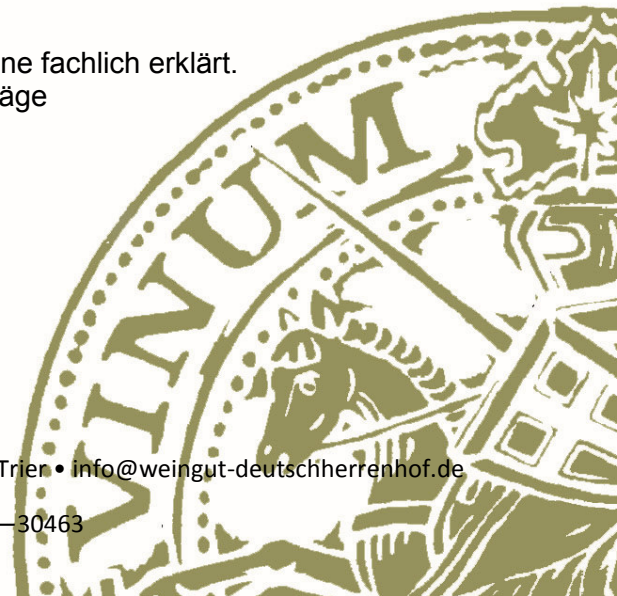 ne fachlich erklärt.
äge
VINUM
Trier • info@weingut-deutschherrenhof.de
–30463